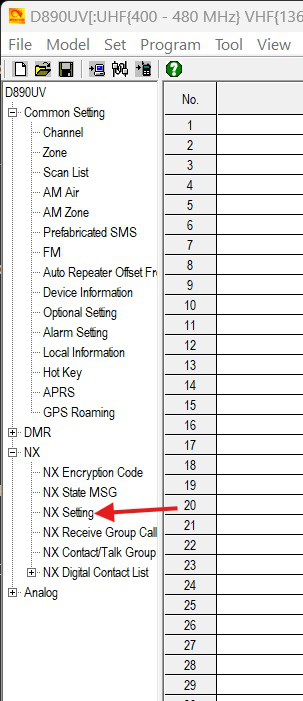 D890UV[:UHF{400 - 480 MHz} VHF{136
File Model Set Program Tool View
D890UV
Common Setting
Channel
Zone
Scan List
AM Air
AM Zone
Prefabricated SMS
FM
Auto Repeater Offset Fr
Device Information
Optional Setting
Alarm Setting
Local Information
Hot Key
APRS
GPS Roaming
DMR
NX
NX Encryption Code
NX State MSG
NX Setting
NX Receive Group Call
NX Contact/Talk Group
NX Digital Contact List
Analog
No.
1
2
3
4
5
6
7
8
9
10
11
12
13
14
15
16
17
18
19
20
21
22
23
24
25
26
27
28
29